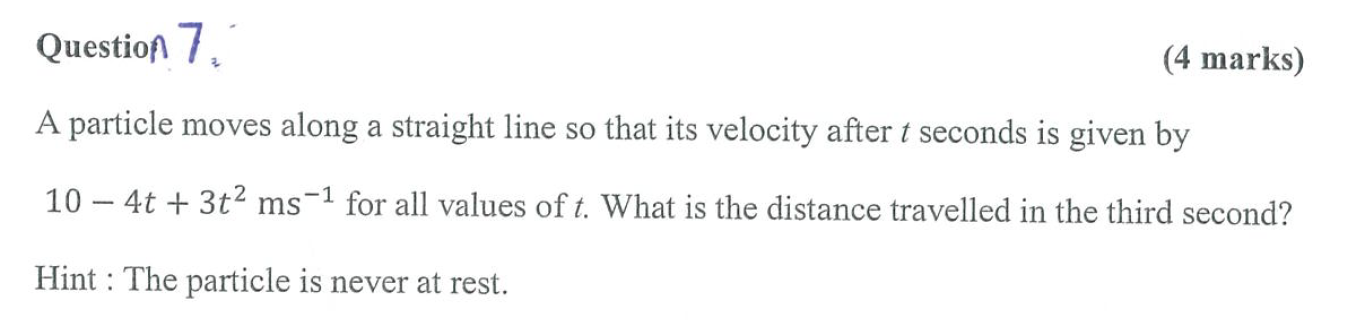 Question 7.
(4 marks)
A particle moves along a straight line so that its velocity after t seconds is given by
10 − 4t + 3t² ms⁻¹ for all values of t. What is the distance travelled in the third second?
Hint : The particle is never at rest.